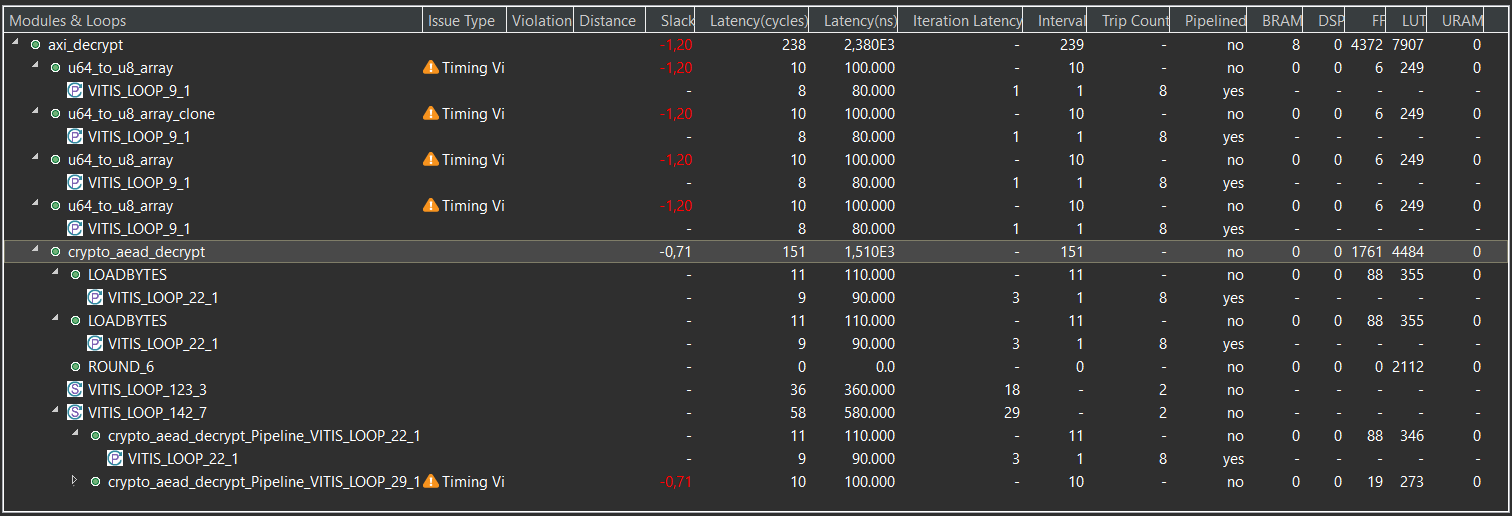 Modules & Loops Issue Type Violation Distance Slack Latency(cycles) Latency(ns) Iteration Latency Interval Trip Count Pipelined BRAM DSP FF LUT URAM
axi_decrypt -1,20 238 2,380E3 - 239 - no 8 0 4372 7907 0
u64_to_u8_array Timing Vi -1,20 10 100.000 - 10 - no 0 0 6 249 0
VITIS_LOOP_9_1 - 8 80.000 1 1 8 yes - - - - -
u64_to_u8_array_clone Timing Vi -1,20 10 100.000 - 10 - no 0 0 6 249 0
VITIS_LOOP_9_1 - 8 80.000 1 1 8 yes - - - - -
u64_to_u8_array Timing Vi -1,20 10 100.000 - 10 - no 0 0 6 249 0
VITIS_LOOP_9_1 - 8 80.000 1 1 8 yes - - - - -
u64_to_u8_array Timing Vi -1,20 10 100.000 - 10 - no 0 0 6 249 0
VITIS_LOOP_9_1 - 8 80.000 1 1 8 yes - - - - -
crypto_aead_decrypt -0,71 151 1,510E3 - 151 - no 0 0 1761 4484 0
LOADBYTES - 11 110.000 - 11 - no 0 0 88 355 0
VITIS_LOOP_22_1 - 9 90.000 3 1 8 yes - - - - -
LOADBYTES - 11 110.000 - 11 - no 0 0 88 355 0
VITIS_LOOP_22_1 - 9 90.000 3 1 8 yes - - - - -
ROUND_6 - 0 0.0 - 0 - no 0 0 0 2112 0
VITIS_LOOP_123_3 - 36 360.000 18 - 2 no - - - - -
VITIS_LOOP_142_7 - 58 580.000 29 - 2 no - - - - -
crypto_aead_decrypt_Pipeline_VITIS_LOOP_22_1 - 11 110.000 - 11 - no 0 0 88 346 0
VITIS_LOOP_22_1 - 9 90.000 3 1 8 yes - - - - -
crypto_aead_decrypt_Pipeline_VITIS_LOOP_29_1 Timing Vi -0,71 10 100.000 - 10 - no 0 0 19 273 0